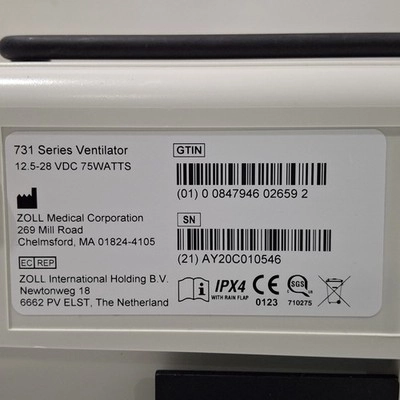 731 Series Ventilator
12.5-28 VDC 75WATTS
ZOLL Medical Corporation
269 Mill Road
Chelmsford, MA 01824-4105
EC REP
ZOLL International Holding B.V.
Newtonweg 18
6662 PV ELST, The Netherland
GTIN
(01) 0 0847946 02659 2
SN
(21) AY20C010546
IPX4
WITH RAIN FLAP
CE
0123
SGS
710275